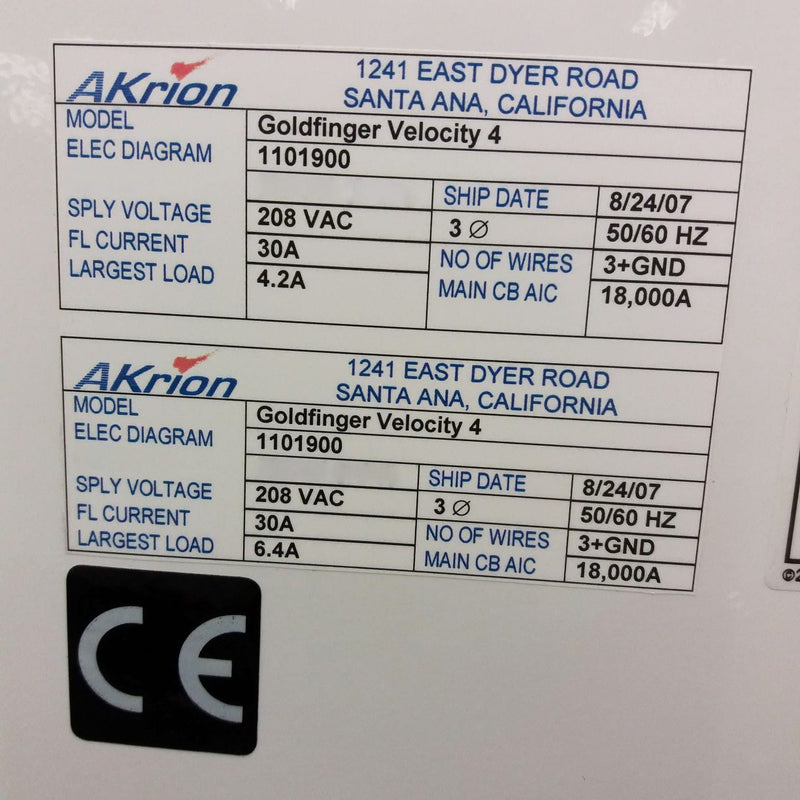 AKrion 1241 EAST DYER ROAD
SANTA ANA, CALIFORNIA
MODEL Goldfinger Velocity 4
ELEC DIAGRAM 1101900
SHIP DATE 8/24/07
SPLY VOLTAGE 208 VAC 3 Ø 50/60 HZ
FL CURRENT 30A NO OF WIRES 3+GND
LARGEST LOAD 4.2A MAIN CB AIC 18,000A
AKrion 1241 EAST DYER ROAD
SANTA ANA, CALIFORNIA
MODEL Goldfinger Velocity 4
ELEC DIAGRAM 1101900
SHIP DATE 8/24/07
SPLY VOLTAGE 208 VAC 3 Ø 50/60 HZ
FL CURRENT 30A NO OF WIRES 3+GND
LARGEST LOAD 6.4A MAIN CB AIC 18,000A
©2
CE